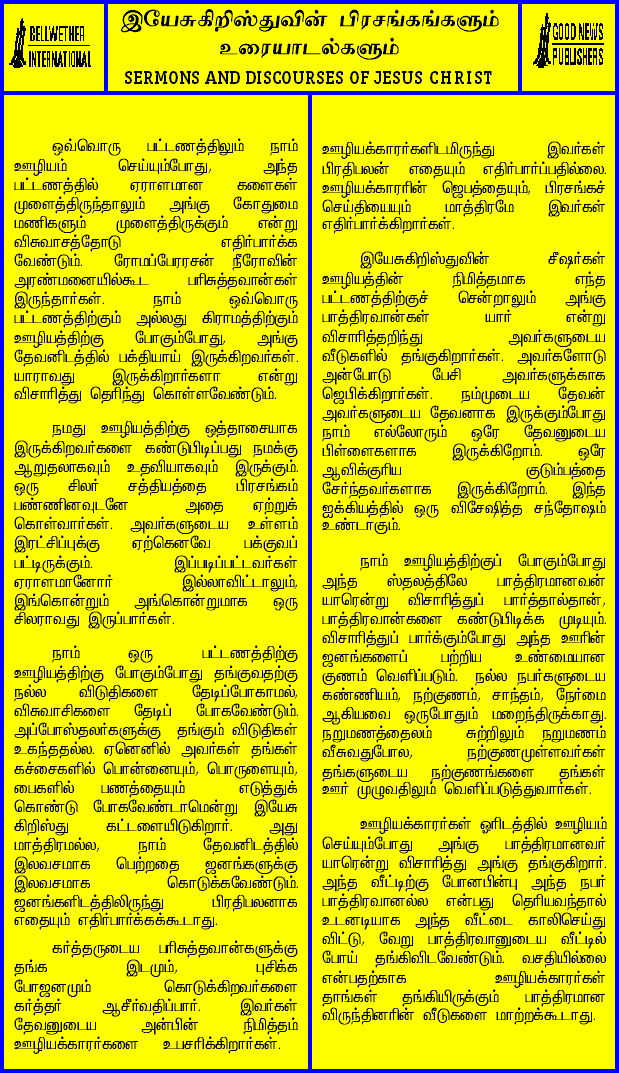 BELLWETHER
INTERNATIONAL
இயேசுகிறிஸ்துவின் பிரசங்கங்களும்
உரையாடல்களும்
SERMONS AND DISCOURSES OF JESUS CHRIST
GOOD NEWS
PUBLISHERS
ஒவ்வொரு பட்டணத்திலும் நாம்
ஊழியம் செய்யும்போது, அந்த
பட்டணத்தில் ஏராளமான களைகள்
முளைத்திருந்தாலும் அங்கு கோதுமை
மணிகளும் முளைத்திருக்கும் என்று
விசுவாசத்தோடு எதிர்பார்க்க
வேண்டும். ரோமப்பேரரசன் நீரோவின்
அரண்மனையில்கூட பரிசுத்தவான்கள்
இருந்தார்கள். நாம் ஒவ்வொரு
பட்டணத்திற்கும் அல்லது கிராமத்திற்கும்
ஊழியத்திற்கு போகும்போது, அங்கு
தேவனிடத்தில் பக்தியாய் இருக்கிறவர்கள்.
யாராவது இருக்கிறார்களா என்று
விசாரித்து தெரிந்து கொள்ளவேண்டும்.
நமது ஊழியத்திற்கு ஒத்தாசையாக
இருக்கிறவர்களை கண்டுபிடிப்பது நமக்கு
ஆறுதலாகவும் உதவியாகவும் இருக்கும்.
ஒரு சிலர் சத்தியத்தை பிரசங்கம்
பண்ணினவுடனே அதை ஏற்றுக்
கொள்வார்கள். அவர்களுடைய உள்ளம்
இரட்சிப்புக்கு ஏற்கெனவே பக்குவப்
பட்டிருக்கும். இப்படிப்பட்டவர்கள்
ஏராளமானோர் இல்லாவிட்டாலும்,
இங்கொன்றும் அங்கொன்றுமாக ஒரு
சிலராவது இருப்பார்கள்.
நாம் ஒரு பட்டணத்திற்கு
ஊழியத்திற்கு போகும்போது தங்குவதற்கு
நல்ல விடுதிகளை தேடிப்போகாமல்,
விசுவாசிகளை தேடிப் போகவேண்டும்.
அப்போஸ்தலர்களுக்கு தங்கும் விடுதிகள்
உகந்ததல்ல. ஏனெனில் அவர்கள் தங்கள்
கச்சைகளில் பொன்னையும், பொருளையும்,
பைகளில் பணத்தையும் எடுத்துக்
கொண்டு போகவேண்டாமென்று இயேசு
கிறிஸ்து கட்டளையிடுகிறார். அது
மாத்திரமல்ல, நாம் தேவனிடத்தில்
இலவசமாக பெற்றதை ஜனங்களுக்கு
இலவசமாக கொடுக்கவேண்டும்.
ஜனங்களிடத்திலிருந்து பிரதிபலனாக
எதையும் எதிர்பார்க்கக்கூடாது.
கர்த்தருடைய பரிசுத்தவான்களுக்கு
தங்க இடமும், புசிக்க
போஜனமும் கொடுக்கிறவர்களை
கர்த்தர் ஆசீர்வதிப்பார். இவர்கள்
தேவனுடைய அன்பின் நிமித்தம்
ஊழியக்காரர்களை உபசரிக்கிறார்கள்.
ஊழியக்காரர்களிடமிருந்து இவர்கள்
பிரதிபலன் எதையும் எதிர்பார்ப்பதில்லை.
ஊழியக்காரரின் ஜெபத்தையும், பிரசங்கச்
செய்தியையும் மாத்திரமே இவர்கள்
எதிர்பார்க்கிறார்கள்.
இயேசுகிறிஸ்துவின் சீஷர்கள்
ஊழியத்தின் நிமித்தமாக எந்த
பட்டணத்திற்குச் சென்றாலும் அங்கு
பாத்திரவான்கள் யார் என்று
விசாரித்தறிந்து அவர்களுடைய
வீடுகளில் தங்குகிறார்கள். அவர்களோடு
அன்போடு பேசி அவர்களுக்காக
ஜெபிக்கிறார்கள். நம்முடைய தேவன்
அவர்களுடைய தேவனாக இருக்கும்போது
நாம் எல்லோரும் ஒரே தேவனுடைய
பிள்ளைகளாக இருக்கிறோம். ஒரே
ஆவிக்குரிய குடும்பத்தை
சேர்ந்தவர்களாக இருக்கிறோம். இந்த
ஐக்கியத்தில் ஒரு விசேஷித்த சந்தோஷம்
உண்டாகும்.
நாம் ஊழியத்திற்குப் போகும்போது
அந்த ஸ்தலத்திலே பாத்திரமானவன்
யாரென்று விசாரித்துப் பார்த்தால்தான்,
பாத்திரவான்களை கண்டுபிடிக்க முடியும்.
விசாரித்துப் பார்க்கும்போது அந்த ஊரின்
ஜனங்களைப் பற்றிய உண்மையான
குணம் வெளிப்படும். நல்ல நபர்களுடைய
கண்ணியம், நற்குணம், சாந்தம், நேர்மை
ஆகியவை ஒருபோதும் மறைந்திருக்காது.
நறுமணத்தைலம் சுற்றிலும் நறுமணம்
வீசுவதுபோல, நற்குணமுள்ளவர்கள்
தங்களுடைய நற்குணங்களை தங்கள்
ஊர் முழுவதிலும் வெளிப்படுத்துவார்கள்.
ஊழியக்காரர்கள் ஓரிடத்தில் ஊழியம்
செய்யும்போது அங்கு பாத்திரமானவர்
யாரென்று விசாரித்து அங்கு தங்குகிறார்.
அந்த வீட்டிற்கு போனபின்பு அந்த நபர்
பாத்திரவானல்ல என்பது தெரியவந்தால்
உடனடியாக அந்த வீட்டை காலிசெய்து
விட்டு, வேறு பாத்திரவானுடைய வீட்டில்
போய் தங்கிவிடவேண்டும். வசதியில்லை
என்பதற்காக ஊழியக்காரர்கள்
தாங்கள் தங்கியிருக்கும் பாத்திரமான
விருந்தினரின் வீடுகளை மாற்றக்கூடாது.